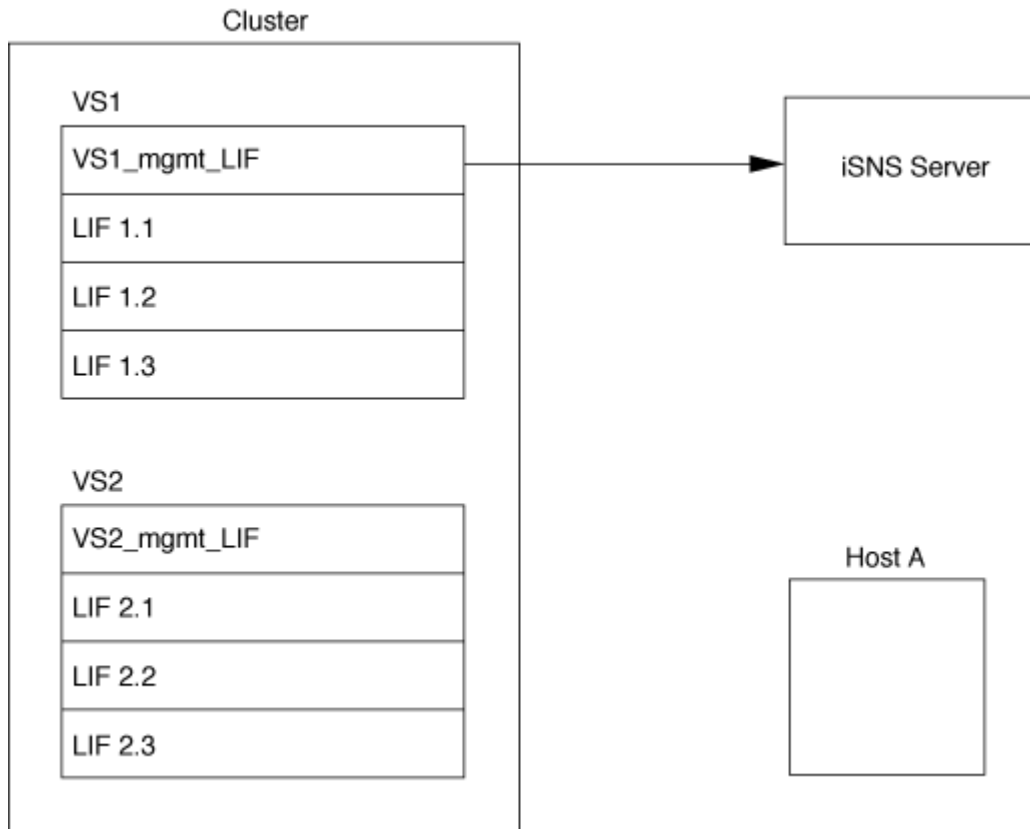 Cluster
VS1
VS1_mgmt_LIF
LIF 1.1
LIF 1.2
LIF 1.3
iSNS Server
VS2
VS2_mgmt_LIF
LIF 2.1
LIF 2.2
LIF 2.3
Host A